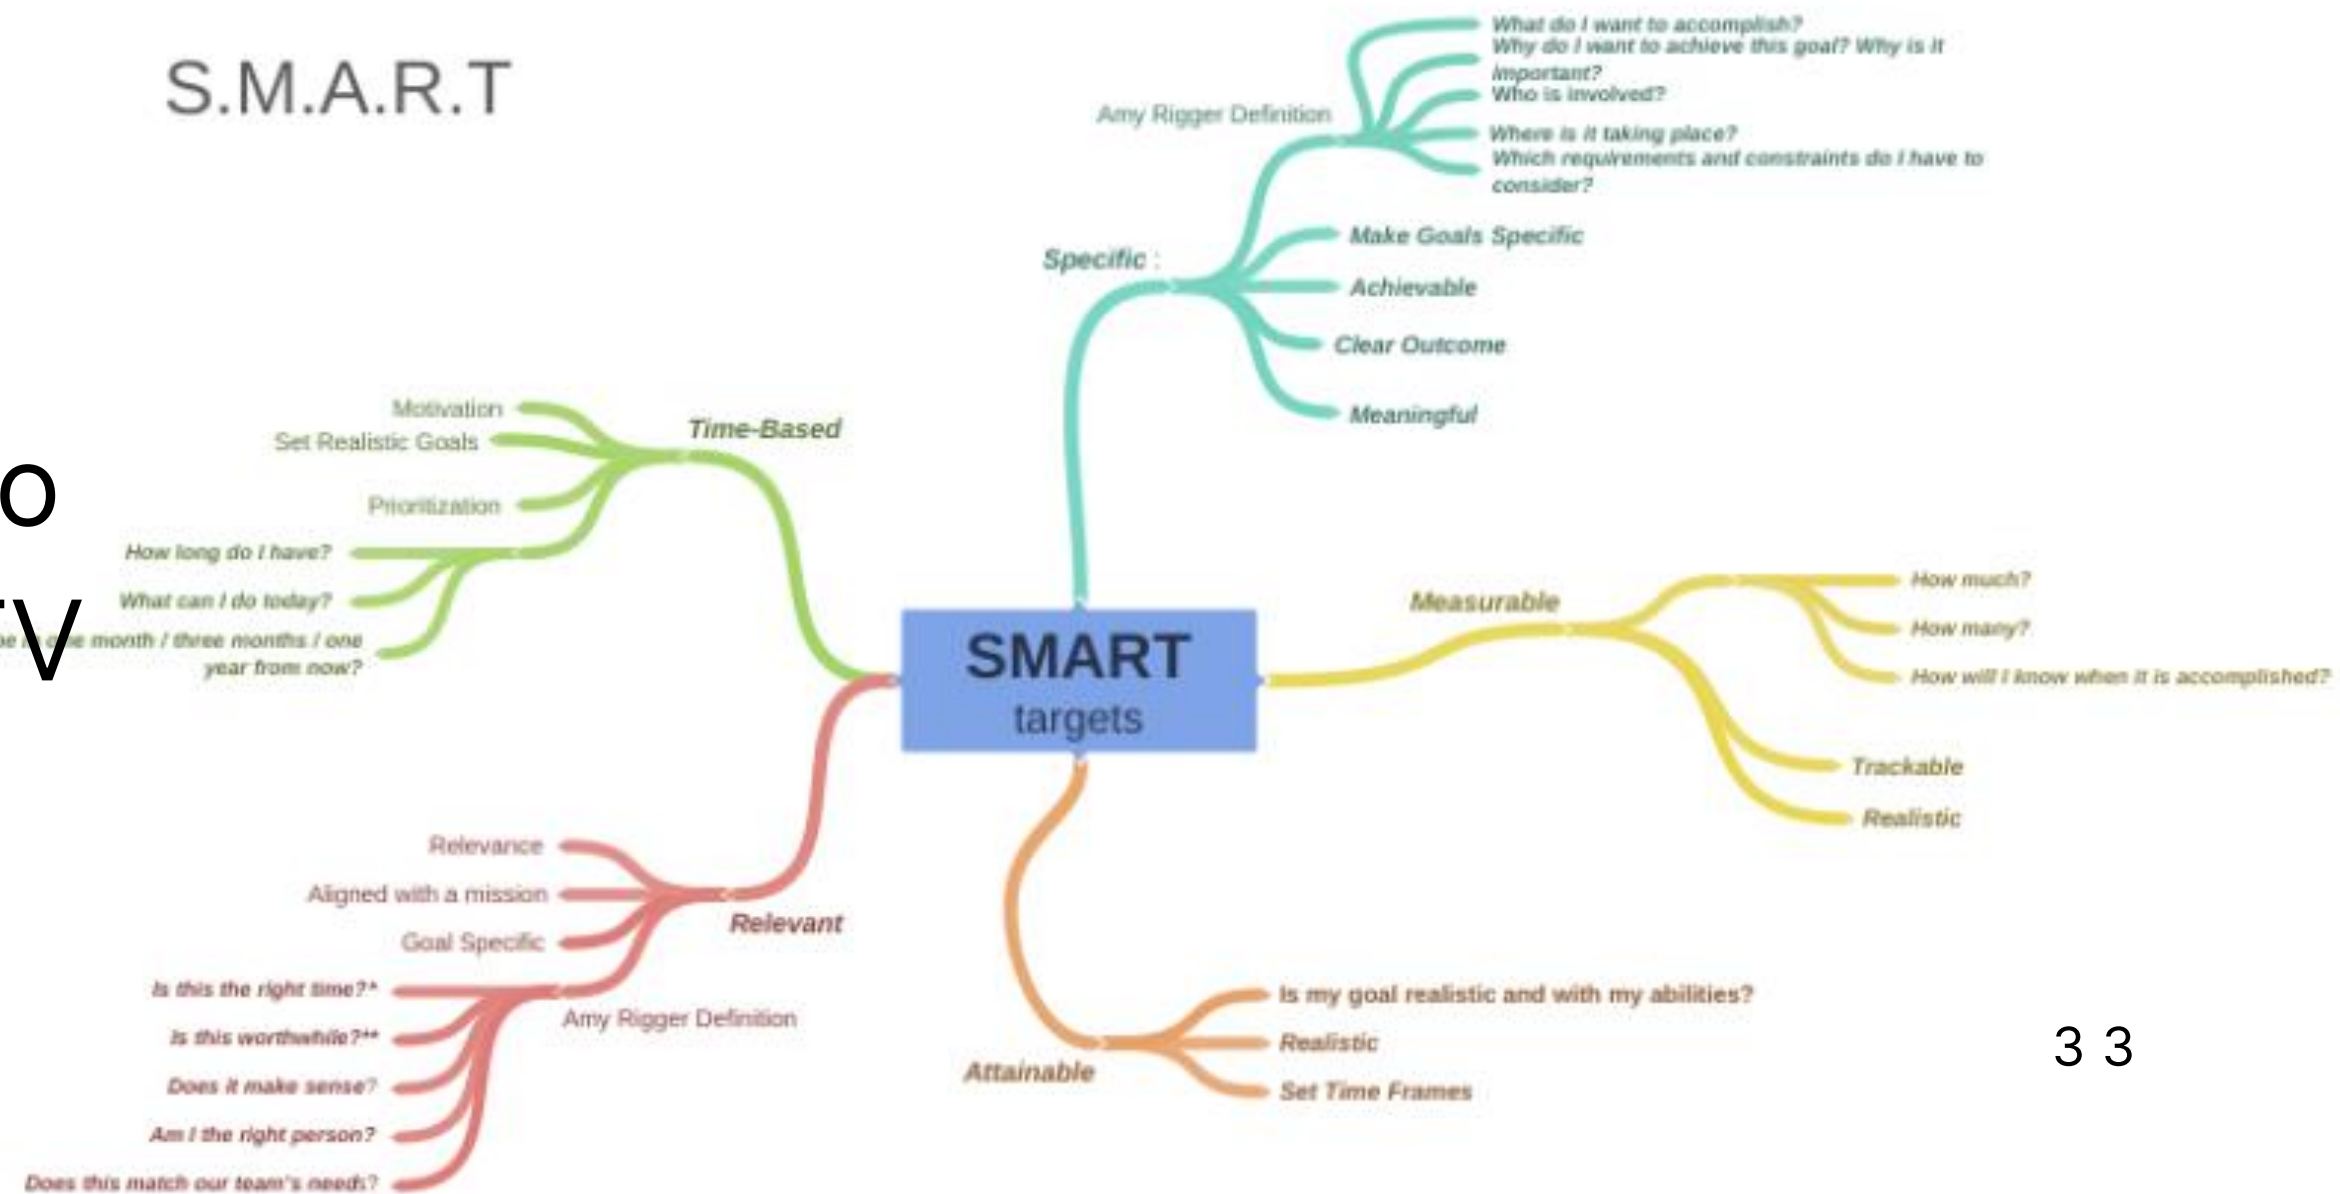 S.M.A.R.T
What do I want to accomplish?
Why do I want to achieve this goal? Why is it
important?
Who is involved?
Amy Rigger Definition
Where is it taking place?
Which requirements and constraints do I have to
consider?
Make Goals Specific
Specific :
Achievable
Clear Outcome
Meaningful
Motivation
Time-Based
Set Realistic Goals
Prioritization
How long do I have?
What can I do today?
month / three months / one
year from now?
o
V
SMART
targets
Measurable
How much?
How many?
How will I know when it is accomplished?
Trackable
Realistic
Relevance
Aligned with a mission
Relevant
Goal Specific
Is this the right time?*
Amy Rigger Definition
Is this worthwhile?**
Does it make sense?
Am I the right person?
Does this match our team's needs?
Is my goal realistic and with my abilities?
Realistic
Attainable
Set Time Frames
3 3